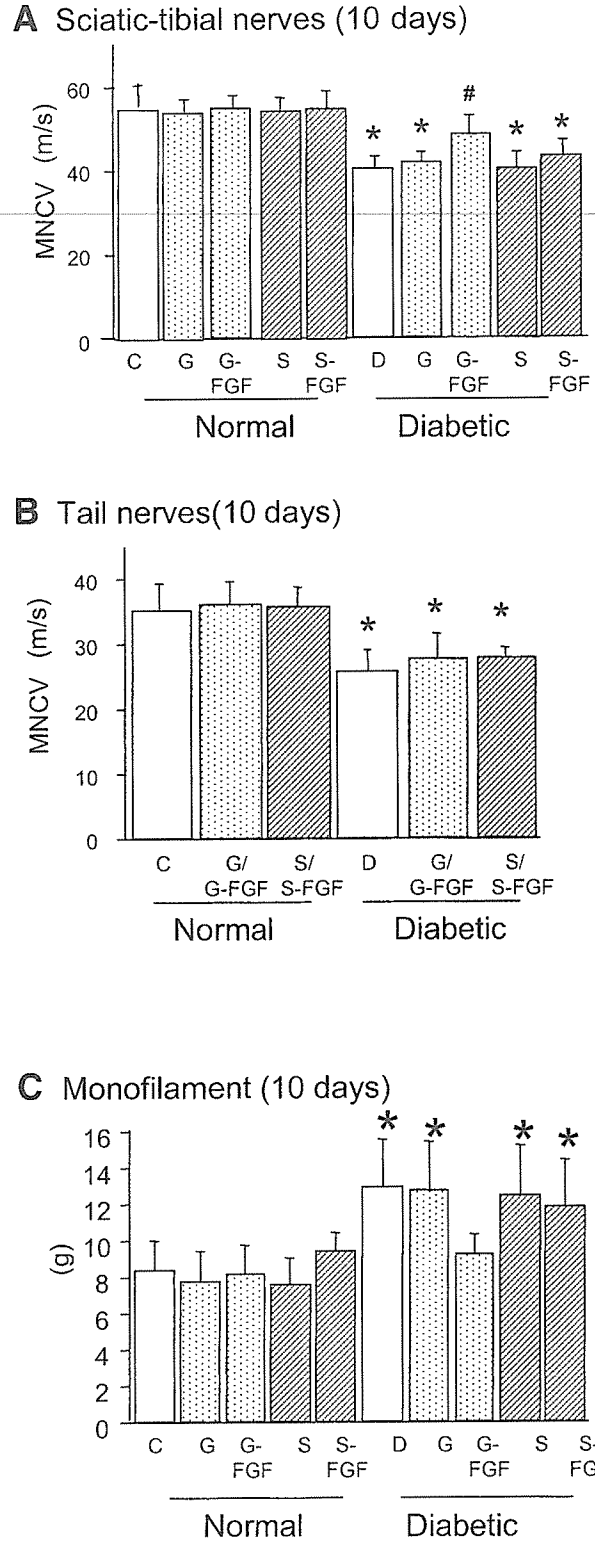 A Sciatic-tibial nerves (10 days)
MNCV (m/s)
60
40
20
0
#
*
*
*
*
C G G- S S- D G G- S S-
FGF FGF FGF FGF
Normal Diabetic
B Tail nerves(10 days)
MNCV (m/s)
40
30
20
10
0
*
*
*
C G/ S/ D G/ S/
G-FGF S-FGF G-FGF S-FGF
Normal Diabetic
C Monofilament (10 days)
(g)
16
14
12
10
8
6
4
2
0
*
*
*
*
C G G- S S- D G G- S S-
FGF FGF FGF FG
Normal Diabetic